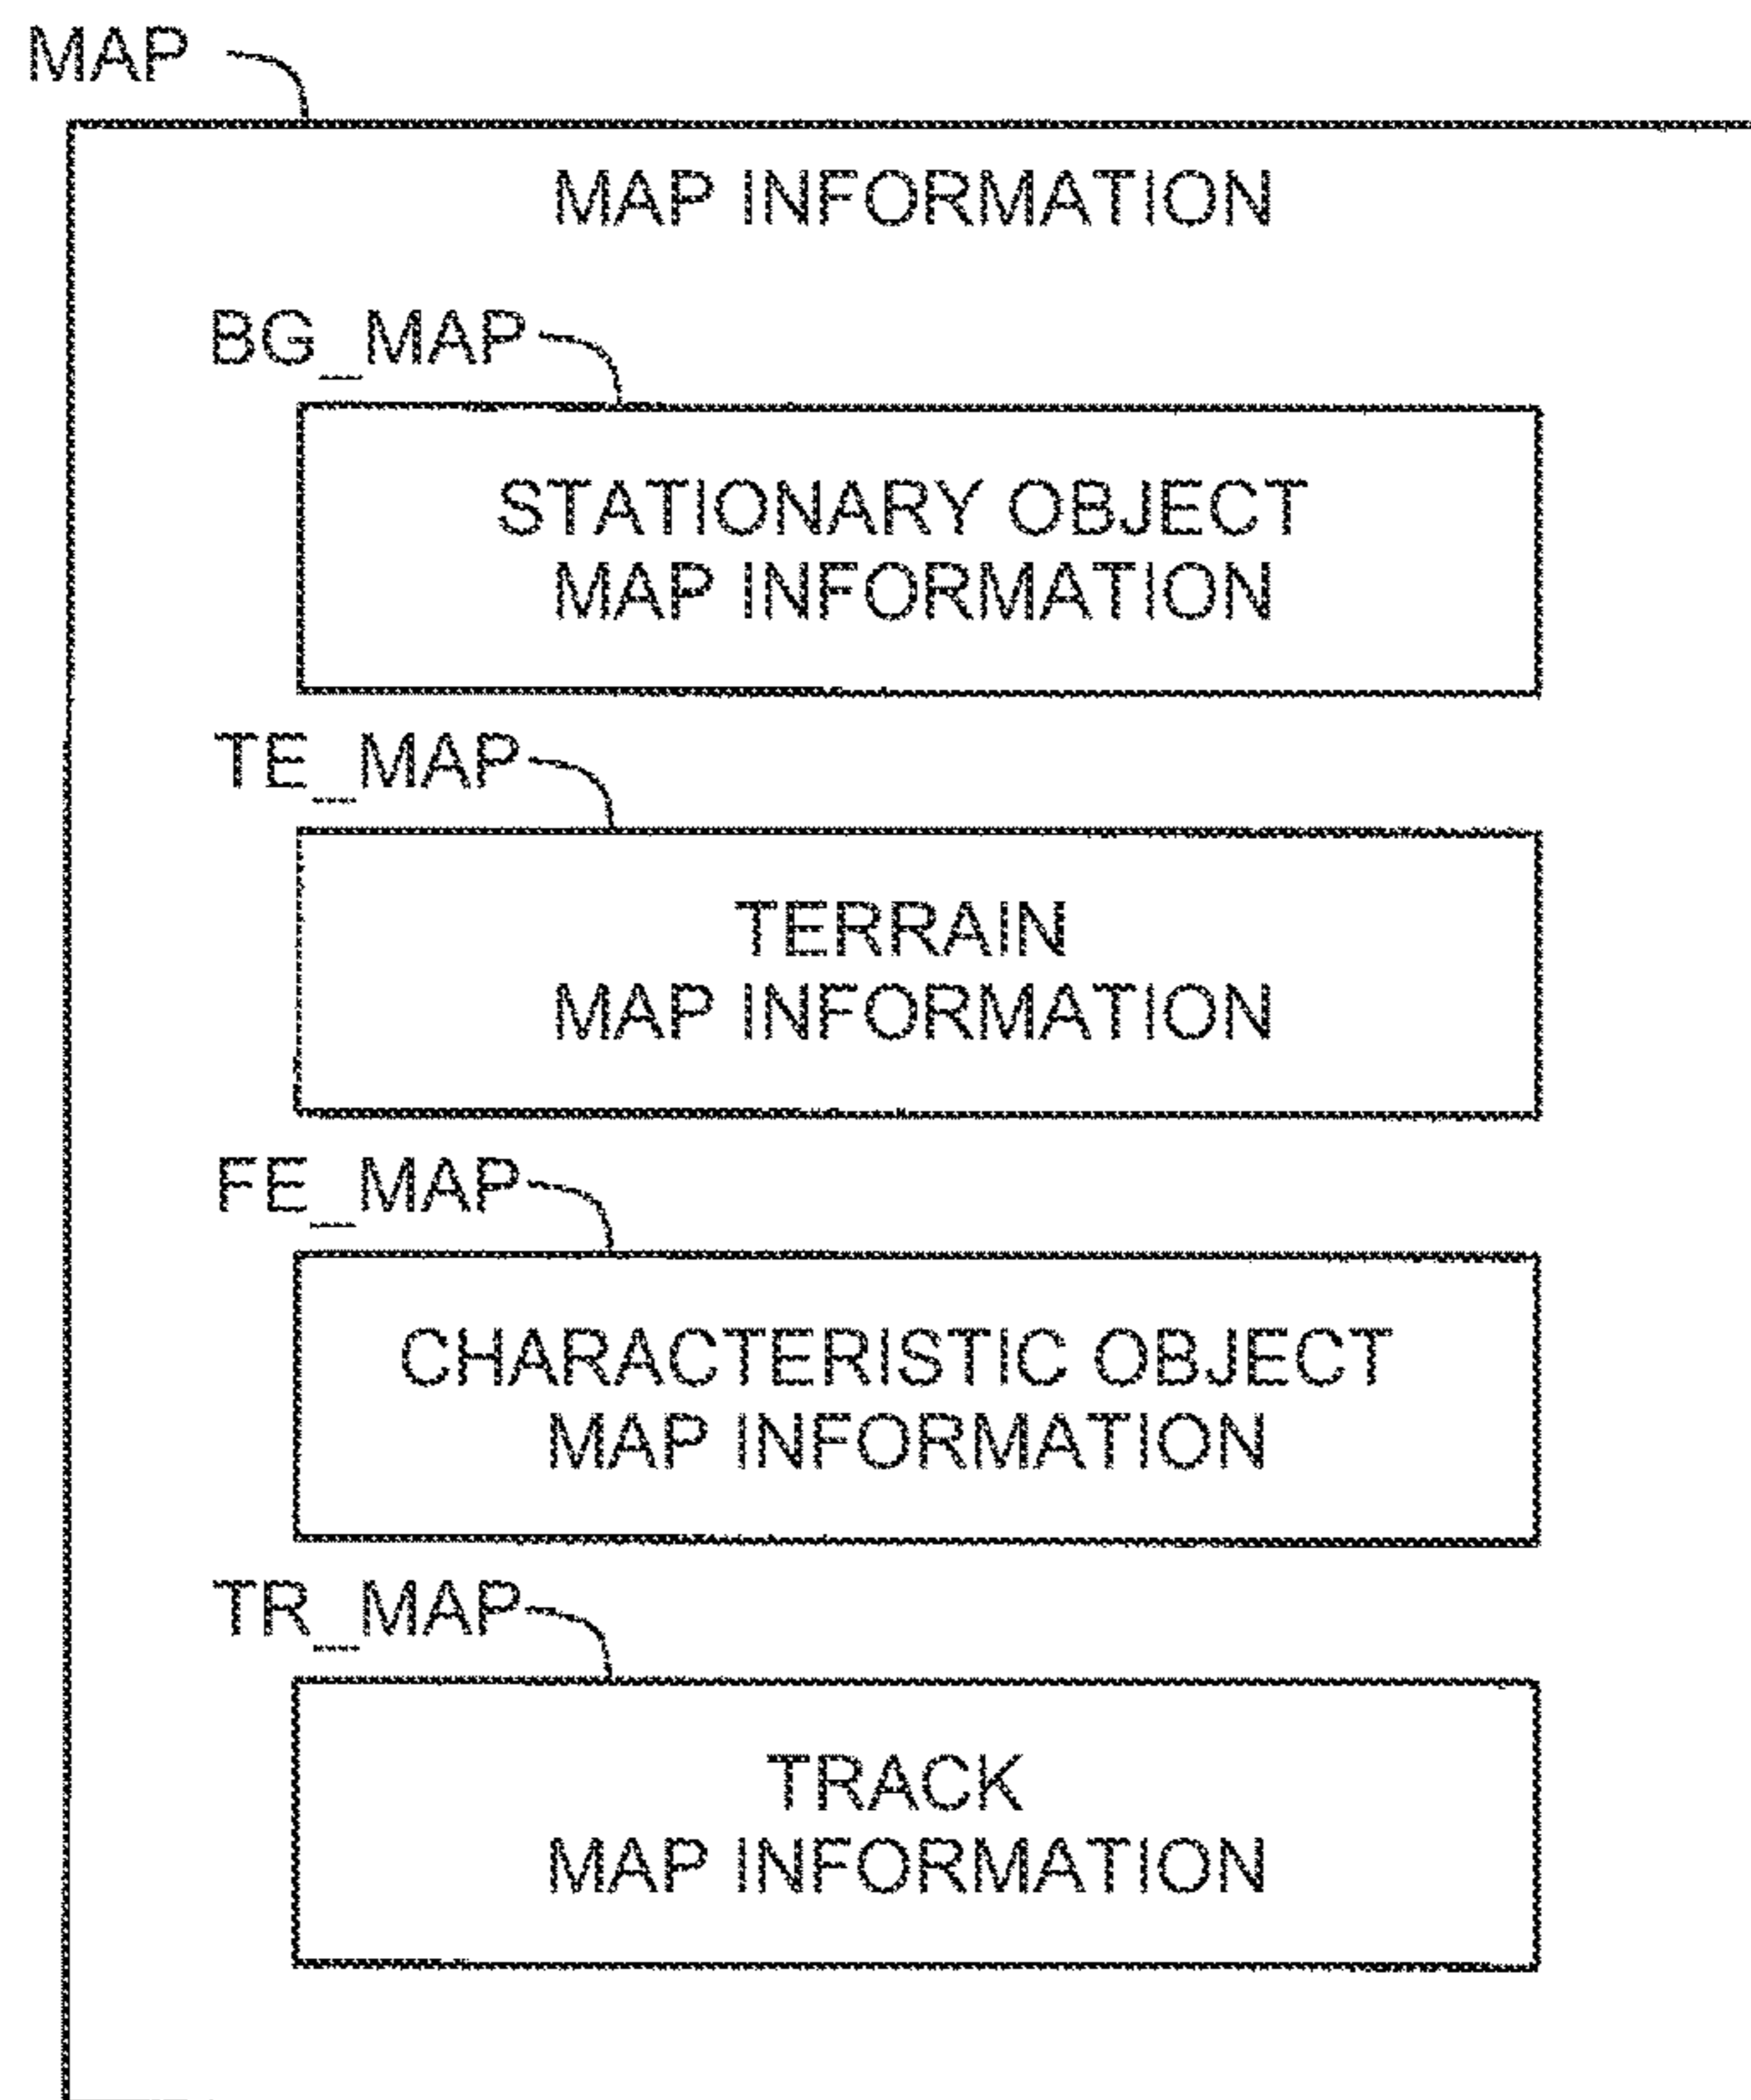 MAP
MAP INFORMATION
BG_MAP
STATIONARY OBJECT
MAP INFORMATION
TE_MAP
TERRAIN
MAP INFORMATION
FE_MAP
CHARACTERISTIC OBJECT
MAP INFORMATION
TR_MAP
TRACK
MAP INFORMATION